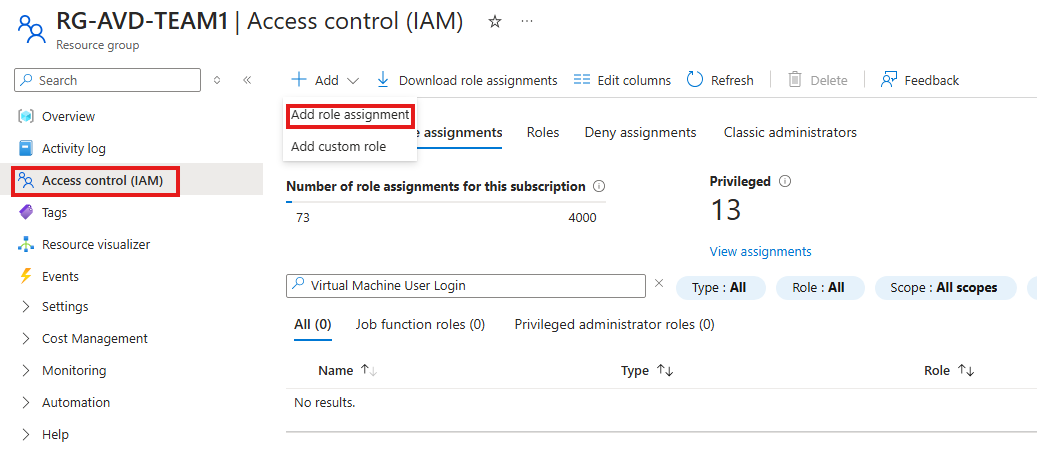 RG-AVD-TEAM1 | Access control (IAM) ☆ ···
Resource group
Search
Add Download role assignments Edit columns Refresh Delete Feedback
Add role assignment
Add custom role
e assignments Roles Deny assignments Classic administrators
Overview
Activity log
Access control (IAM)
Tags
Resource visualizer
Events
Settings
Cost Management
Monitoring
Automation
Help
Number of role assignments for this subscription
73 4000
Privileged
13
View assignments
Virtual Machine User Login
Type : All Role : All Scope : All scopes
All (0) Job function roles (0) Privileged administrator roles (0)
Name ↑↓ Type ↑↓ Role ↑↓
No results.